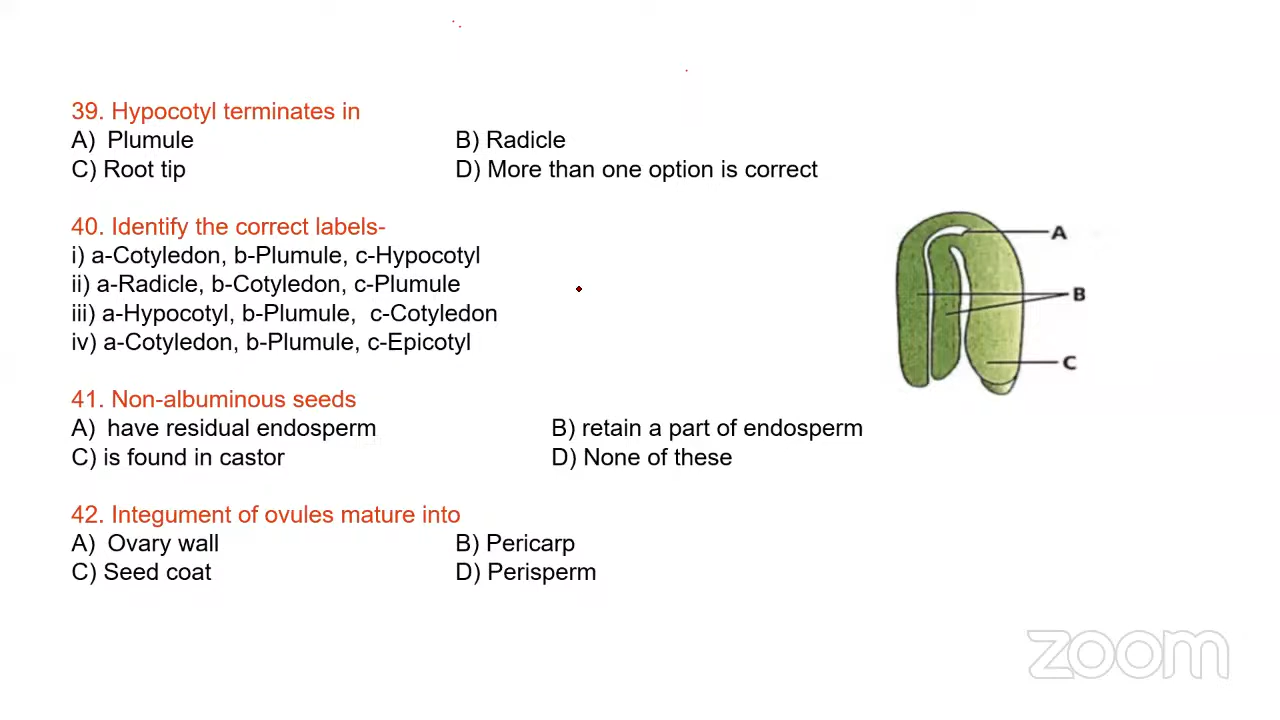 39. Hypocotyl terminates in
A) Plumule B) Radicle
C) Root tip D) More than one option is correct
40. Identify the correct labels-
i) a-Cotyledon, b-Plumule, c-Hypocotyl
ii) a-Radicle, b-Cotyledon, c-Plumule
iii) a-Hypocotyl, b-Plumule, c-Cotyledon
iv) a-Cotyledon, b-Plumule, c-Epicotyl
A
B
C
41. Non-albuminous seeds
A) have residual endosperm B) retain a part of endosperm
C) is found in castor D) None of these
42. Integument of ovules mature into
A) Ovary wall B) Pericarp
C) Seed coat D) Perisperm
zoom